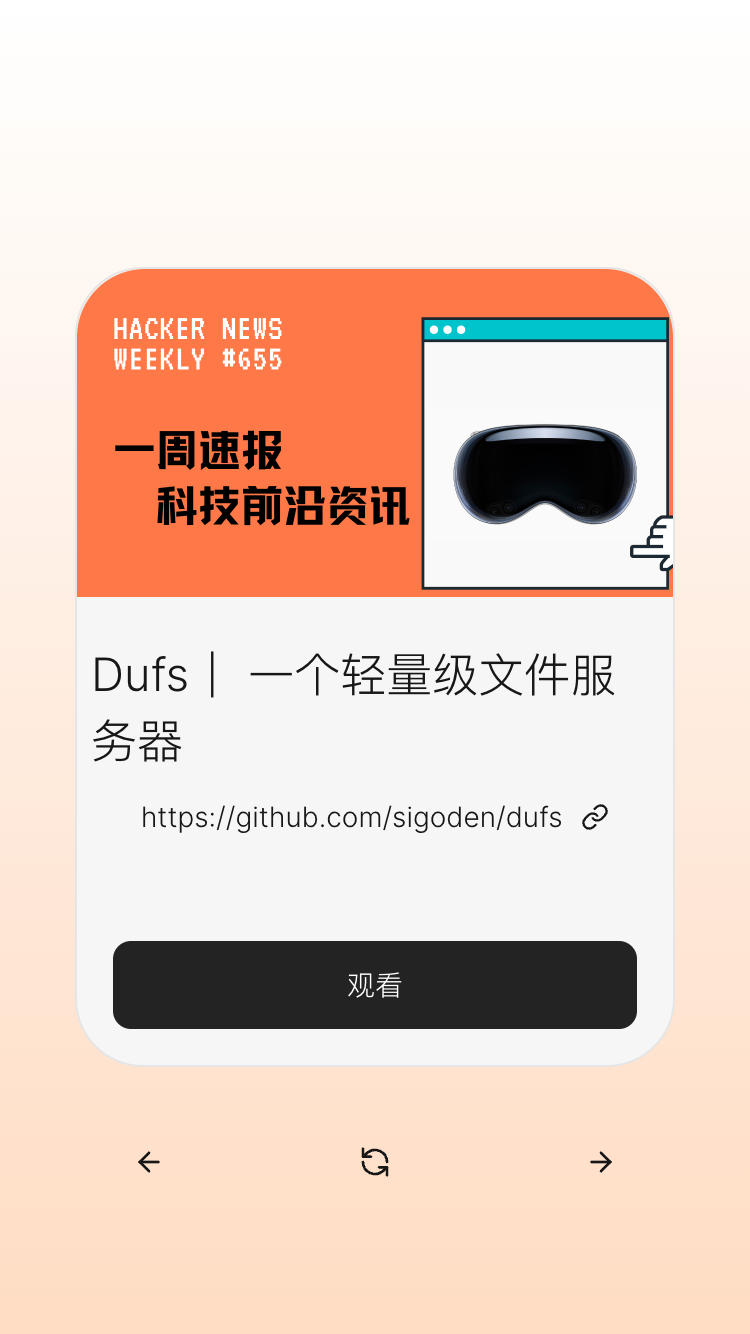 HACKER NEWS
WEEKLY #655
一周速报
科技前沿资讯
Dufs｜ 一个轻量级文件服
务器
https://github.com/sigoden/dufs
观看